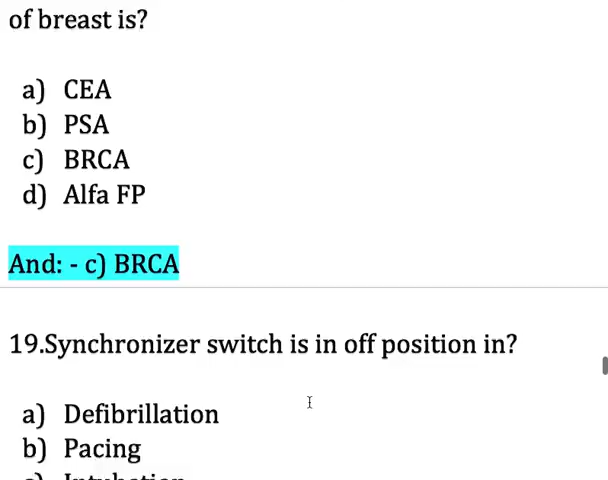 of breast is?
a) CEA
b) PSA
c) BRCA
d) Alfa FP
And: - c) BRCA
19.Synchronizer switch is in off position in?
a) Defibrillation
b) Pacing
c) Intubation